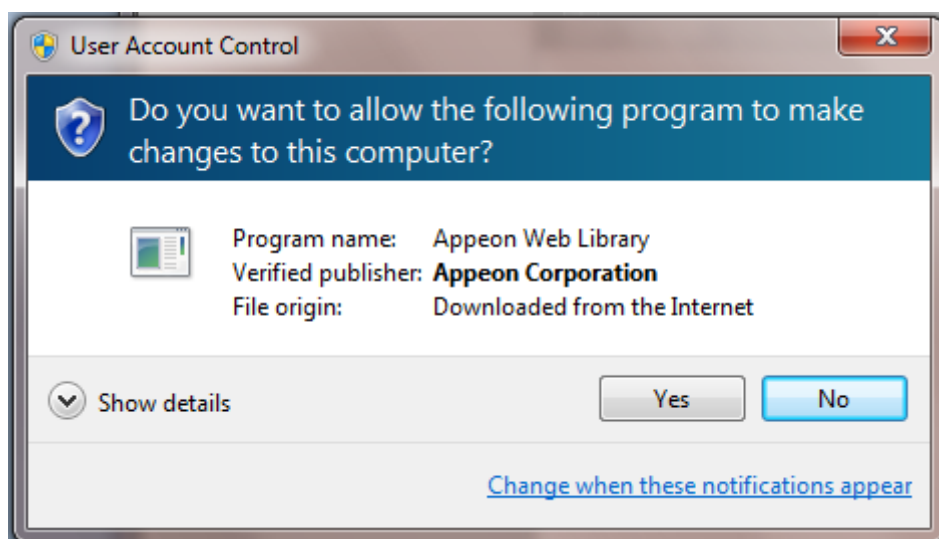 User Account Control
Do you want to allow the following program to make
changes to this computer?
Program name: Appeon Web Library
Verified publisher: Appeon Corporation
File origin: Downloaded from the Internet
Show details
Yes
No
Change when these notifications appear